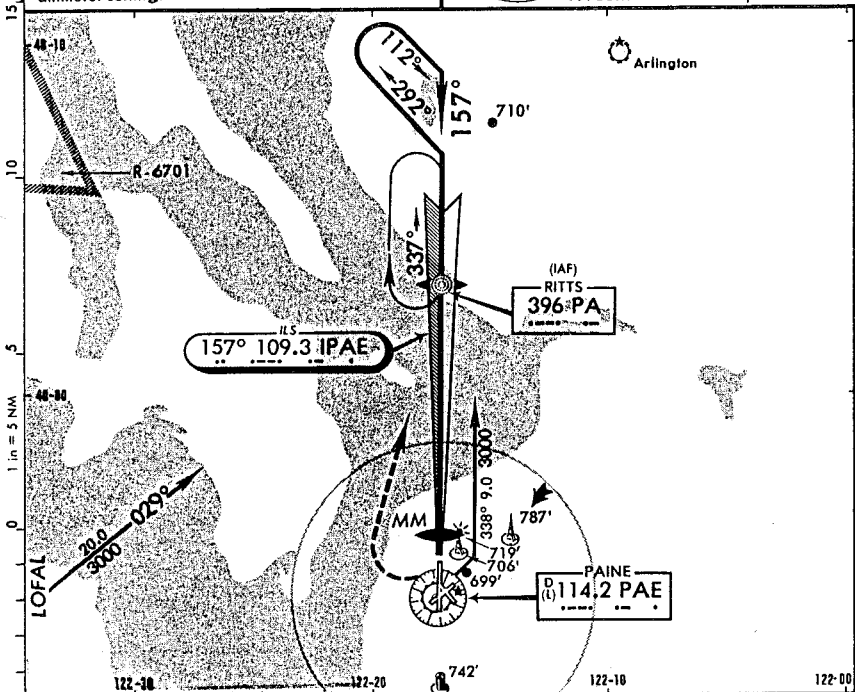 15
48-10
112°
292°
157°
Arlington
710'
10
R-6701
337°
(IAF)
RITTS
396 PA
ILS
157° 109.3 IPAE
5
48-00
1 in = 5 NM
338° 9.0 3000
029°
20.0
3000
LOFAL
0
MM
787'
719'
706'
699'
PAINE
D
(L) 114.2 PAE
742'
122-30
122-20
122-10
122-00